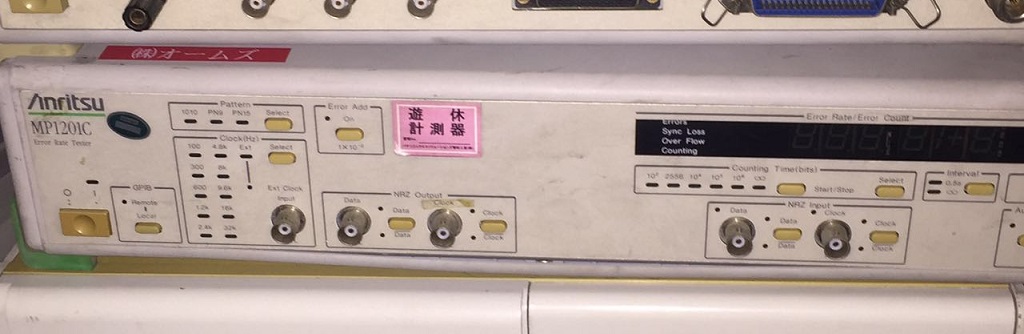 ㈱オームズ
Anritsu
MP1201C
Error Rate Tester
Pattern
1010 PN9 PN15 Select
Error Add
On
1×10⁻³
遊休
計測器
Clock(Hz)
100 4.8k Ext Select
300 8k
600 9.6k Ext Clock
1.2k 16k Input
2.4k 32k
GPIB
Remote
Local
NRZ Output
Data Data Clock Clock
Data Clock
Error Rate/Error Count
Errors
Sync Loss
Over Flow
Counting
Counting Time(bits)
Start/Stop Select
Interval
0.5s
∞
NRZ Input
Data Data Clock Clock
Data Clock